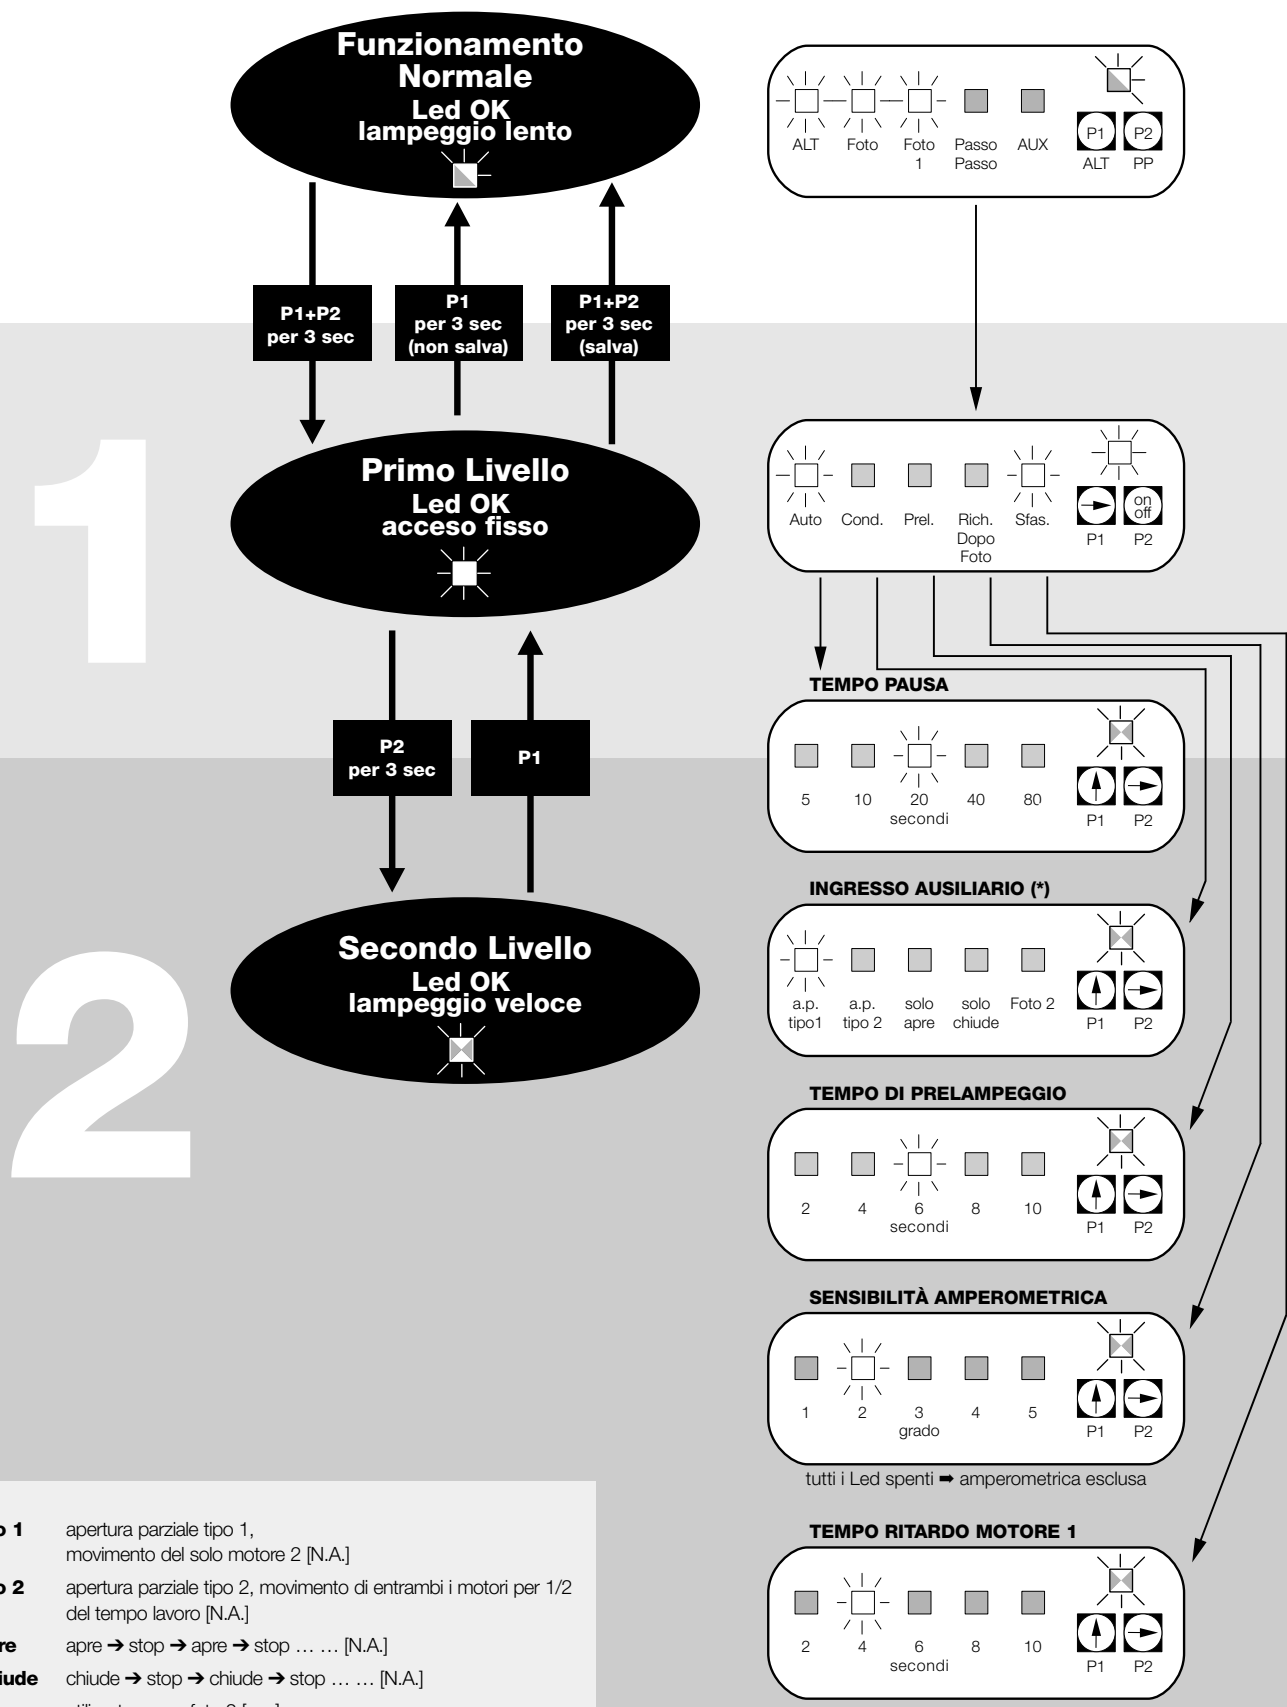 Funzionamento
Normale
Led OK
lampeggio lento
ALT Foto Foto 1 Passo Passo AUX
P1 P2
ALT PP
P1+P2
per 3 sec
P1
per 3 sec
(non salva)
P1+P2
per 3 sec
(salva)
1
Primo Livello
Led OK
acceso fisso
Auto Cond. Prel. Rich. Dopo Foto Sfas.
on
off
P1 P2
P2
per 3 sec
P1
TEMPO PAUSA
5 10 20 40 80
secondi
P1 P2
2
Secondo Livello
Led OK
lampeggio veloce
INGRESSO AUSILIARIO (*)
a.p. tipo1 a.p. tipo 2 solo apre solo chiude Foto 2
P1 P2
TEMPO DI PRELAMPEGGIO
2 4 6 8 10
secondi
P1 P2
SENSIBILITÀ AMPEROMETRICA
1 2 3 4 5
grado
P1 P2
tutti i Led spenti ➡ amperometrica esclusa
TEMPO RITARDO MOTORE 1
2 4 6 8 10
secondi
P1 P2
o 1 apertura parziale tipo 1,
movimento del solo motore 2 [N.A.]
o 2 apertura parziale tipo 2, movimento di entrambi i motori per 1/2
del tempo lavoro [N.A.]
re apre ➔ stop ➔ apre ➔ stop … … [N.A.]
iude chiude ➔ stop ➔ chiude ➔ stop … … [N.A.]